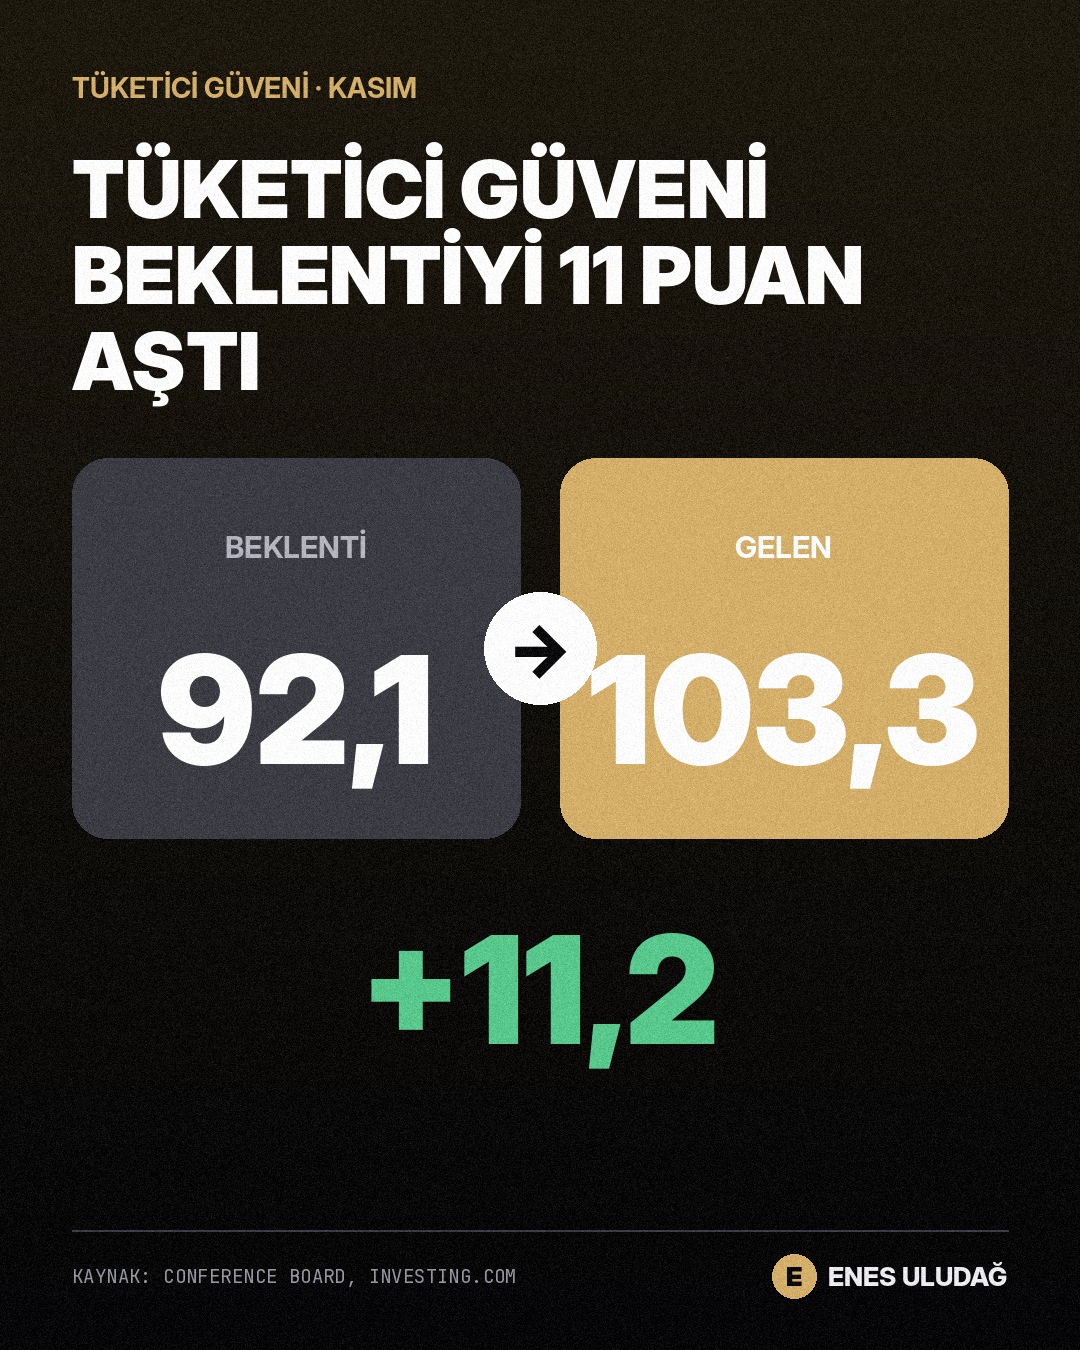 TÜKETİCİ GÜVENİ · KASIM
TÜKETİCİ GÜVENİ
BEKLENTİYİ 11 PUAN
AŞTI
BEKLENTİ
GELEN
92,1
103,3
+11,2
KAYNAK: CONFERENCE BOARD, INVESTING.COM
E ENES ULUDAĞ